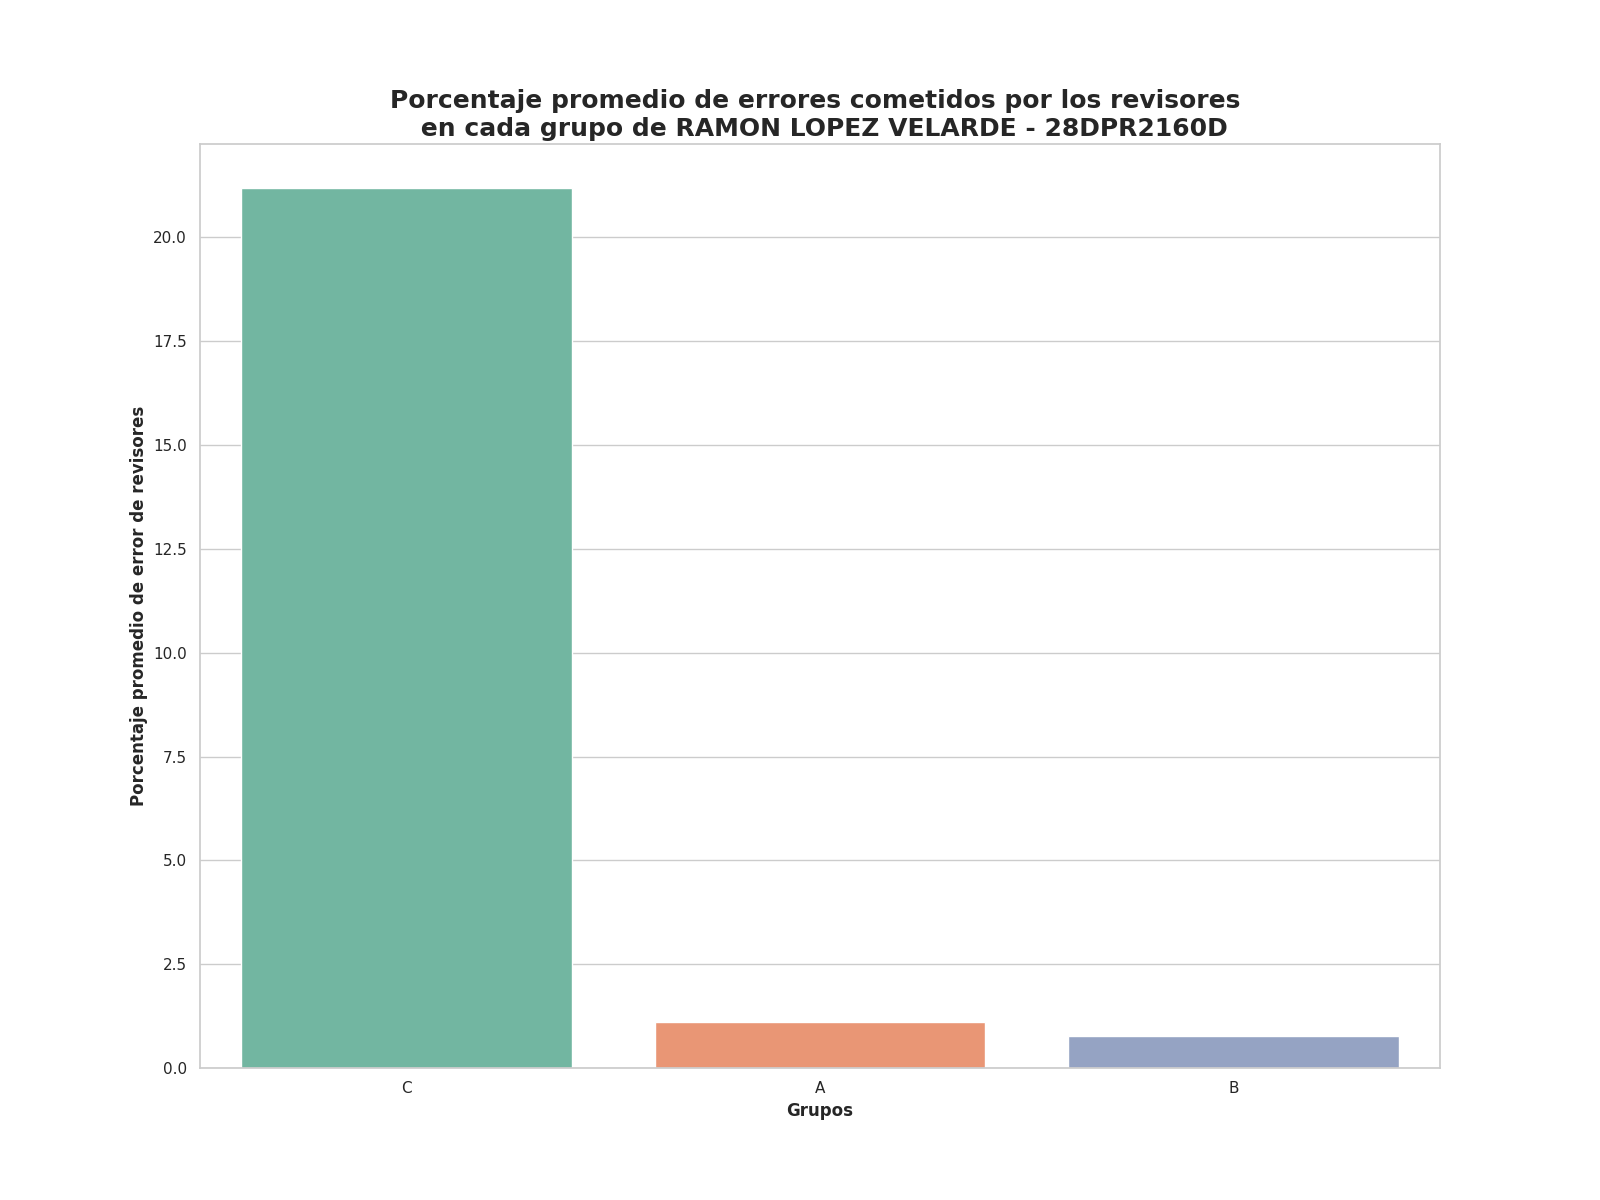 Porcentaje promedio de errores cometidos por los revisores
en cada grupo de RAMON LOPEZ VELARDE - 28DPR2160D
Porcentaje promedio de error de revisores
20.0
17.5
15.0
12.5
10.0
7.5
5.0
2.5
0.0
C A B
Grupos